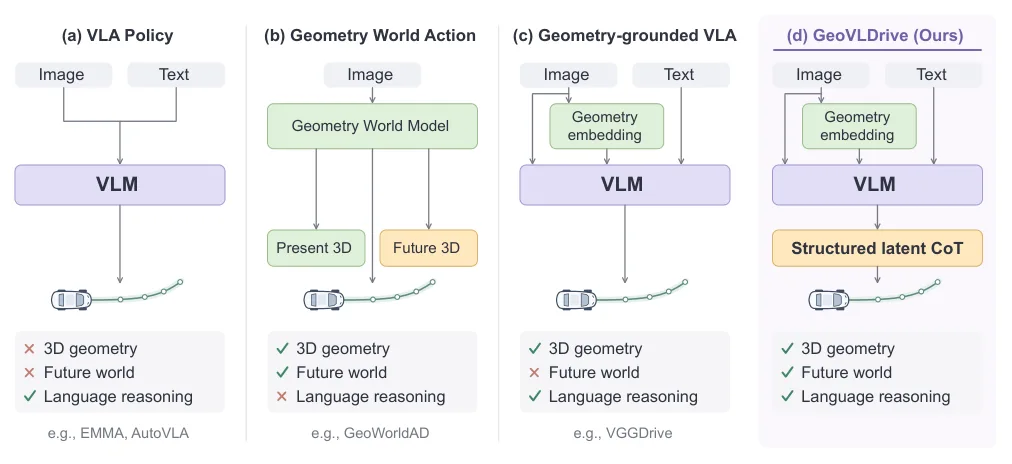 (a) VLA Policy
Image
Text
VLM
3D geometry
Future world
Language reasoning
e.g., EMMA, AutoVLA
(b) Geometry World Action
Image
Geometry World Model
Present 3D
Future 3D
3D geometry
Future world
Language reasoning
e.g., GeoWorldAD
(c) Geometry-grounded VLA
Image
Text
Geometry
embedding
VLM
3D geometry
Future world
Language reasoning
e.g., VGGDrive
(d) GeoVLDrive (Ours)
Image
Text
Geometry
embedding
VLM
Structured latent CoT
3D geometry
Future world
Language reasoning